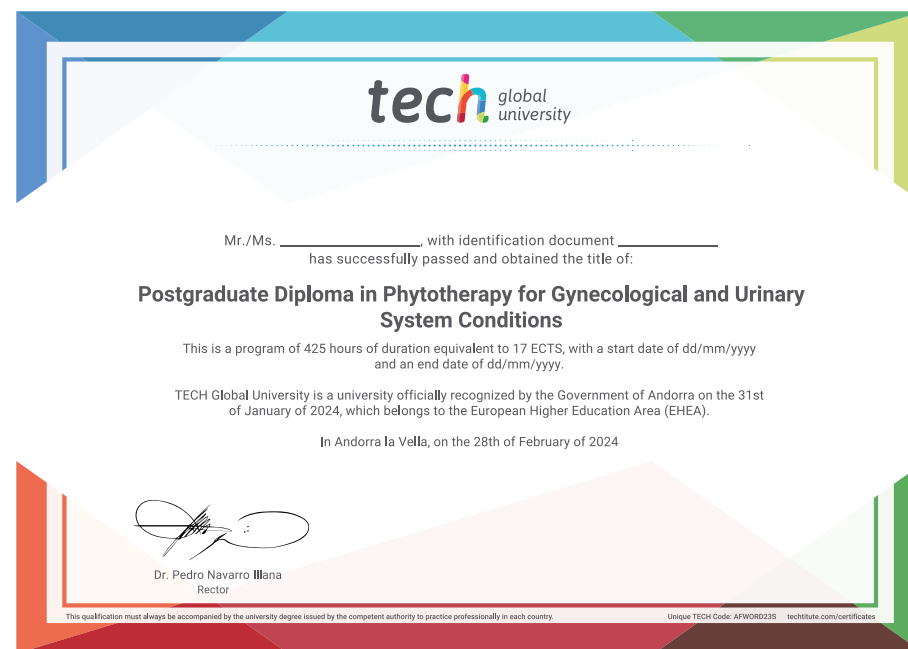 tech global university
Mr./Ms. ____________________, with identification document ______________
has successfully passed and obtained the title of:
Postgraduate Diploma in Phytotherapy for Gynecological and Urinary
System Conditions
This is a program of 425 hours of duration equivalent to 17 ECTS, with a start date of dd/mm/yyyy
and an end date of dd/mm/yyyy.
TECH Global University is a university officially recognized by the Government of Andorra on the 31st
of January of 2024, which belongs to the European Higher Education Area (EHEA).
In Andorra la Vella, on the 28th of February of 2024
Dr. Pedro Navarro Illana
Rector
This qualification must always be accompanied by the university degree issued by the competent authority to practice professionally in each country. Unique TECH Code: AFWORD23S techtitute.com/certificates